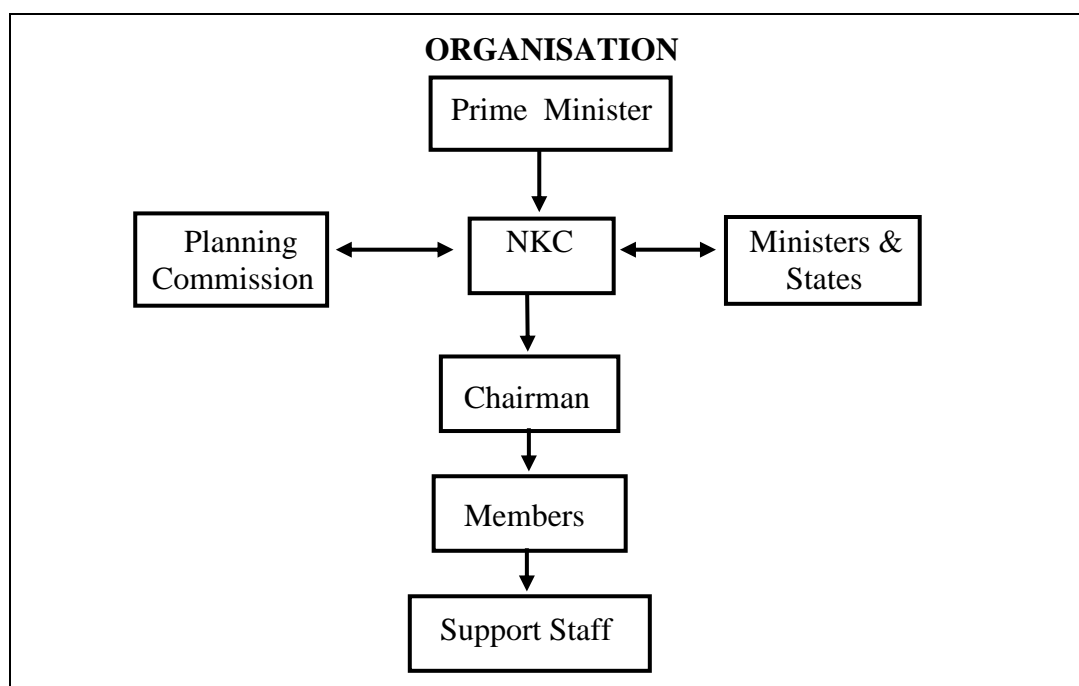 ORGANISATION
Prime Minister
Planning
Commission
NKC
Ministers &
States
Chairman
Members
Support Staff